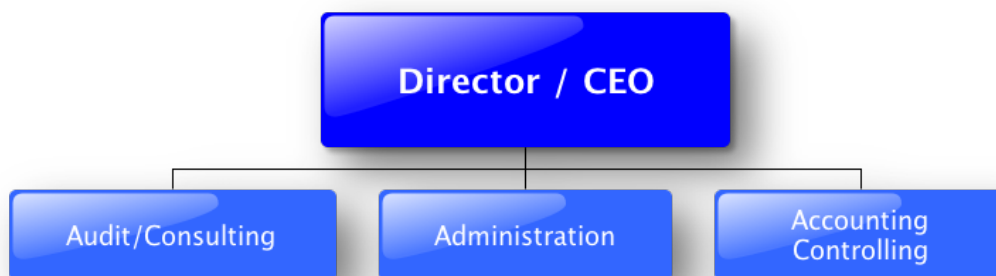 Director / CEO
Audit/Consulting
Administration
Accounting
Controlling